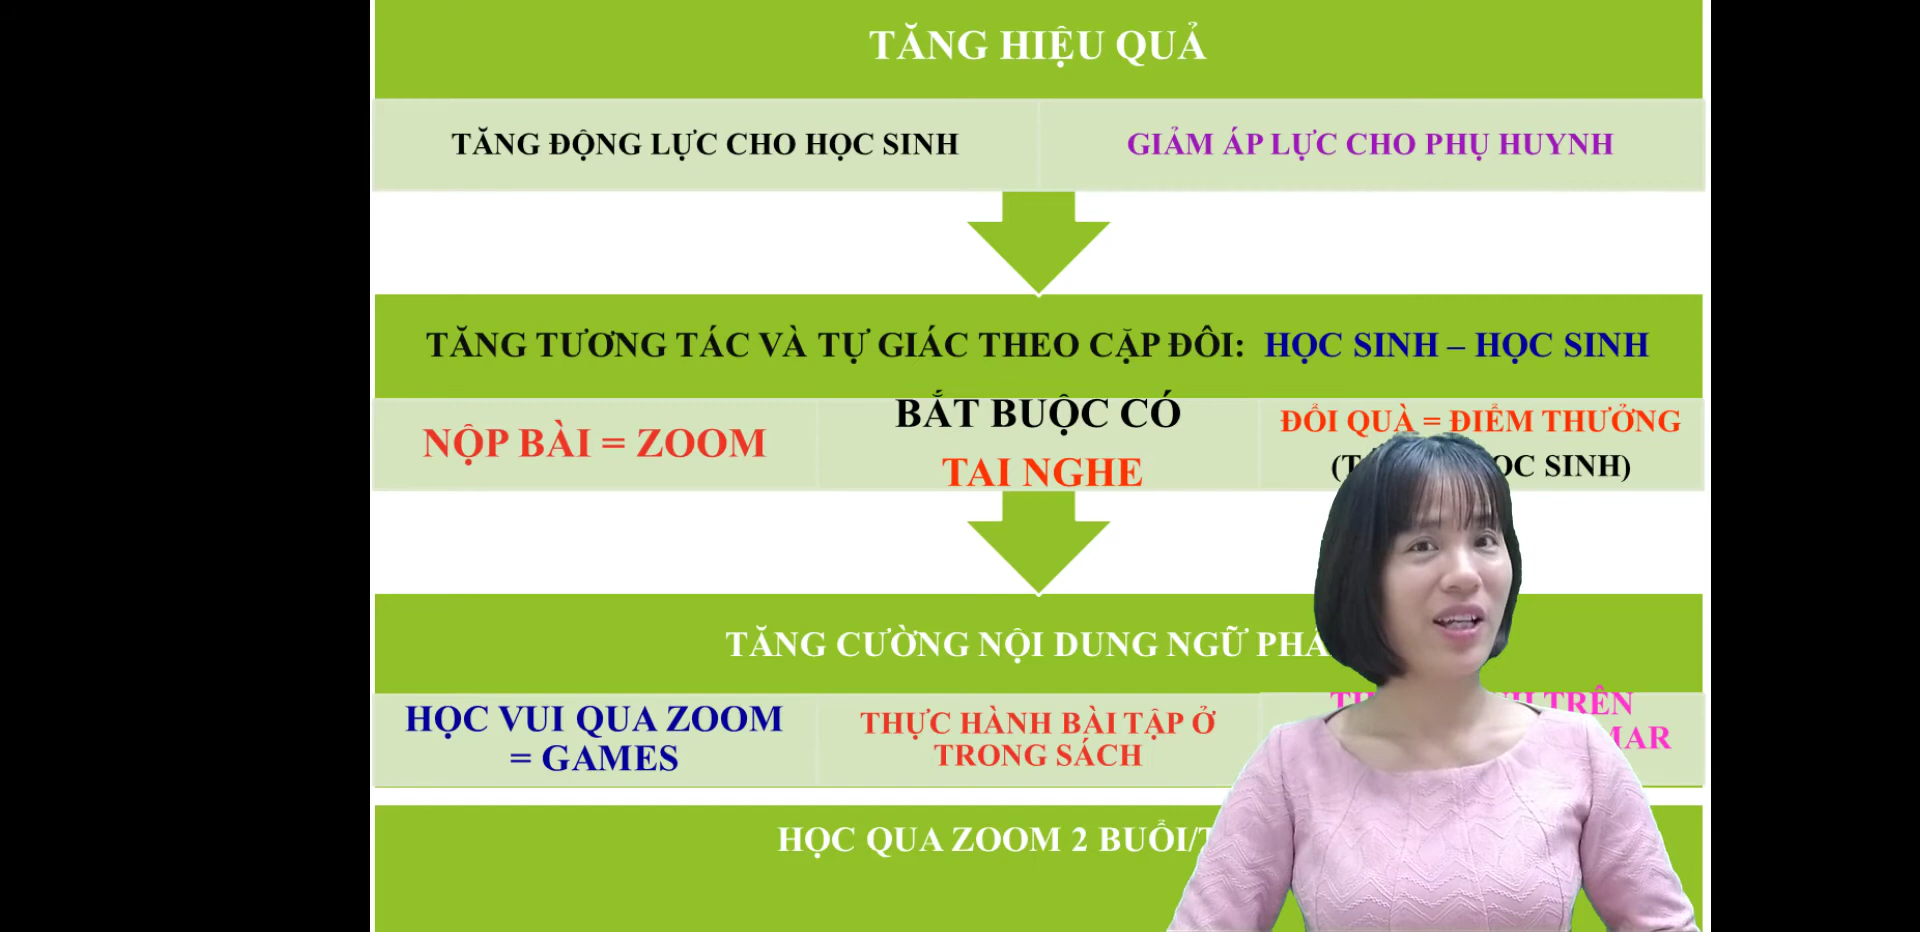 TĂNG HIỆU QUẢ
TĂNG ĐỘNG LỰC CHO HỌC SINH
GIẢM ÁP LỰC CHO PHỤ HUYNH
TĂNG TƯƠNG TÁC VÀ TỰ GIÁC THEO CẶP ĐÔI: HỌC SINH – HỌC SINH
NỘP BÀI = ZOOM
BẮT BUỘC CÓ
TAI NGHE
ĐỔI QUÀ = ĐIỂM THƯỞNG
SINH)
TĂNG CƯỜNG NỘI DUNG NGỮ
HỌC VUI QUA ZOOM
= GAMES
THỰC HÀNH BÀI TẬP Ở
TRONG SÁCH
TRÊN
HỌC QUA ZOOM 2 BUỔI/